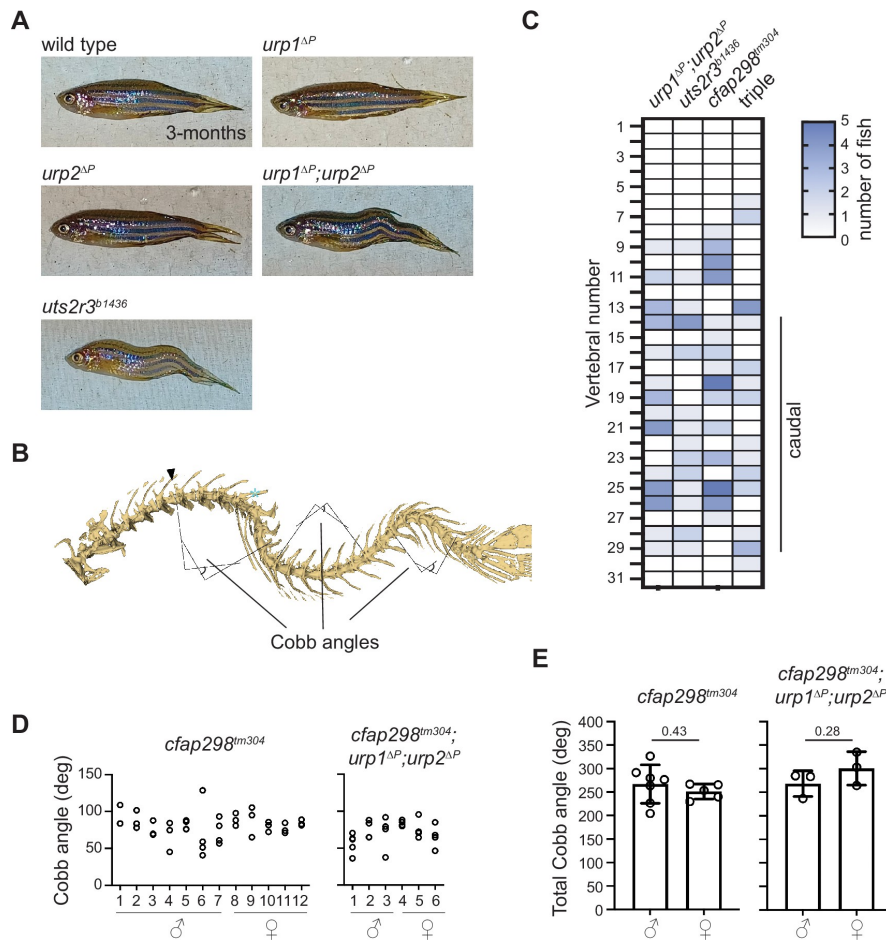 A
wild type
urp1ΔP
3-months
urp2ΔP
urp1ΔP;urp2ΔP
uts2r3b1436
B
Cobb angles
C
urp1ΔP;urp2ΔP
uts2r3b1436
cfap298tm304
triple
1
3
5
7
9
11
13
15
17
19
21
23
25
27
29
31
Vertebral number
caudal
5
4
3
2
1
0
number of fish
D
cfap298tm304
cfap298tm304;
urp1ΔP;urp2ΔP
Cobb angle (deg)
150
100
50
0
1 2 3 4 5 6 7 8 9 10 11 12
♂ ♀
1 2 3 4 5 6
♂ ♀
E
cfap298tm304
cfap298tm304;
urp1ΔP;urp2ΔP
Total Cobb angle (deg)
400
350
300
250
200
150
100
50
0
0.43
0.28
♂ ♀
♂ ♀